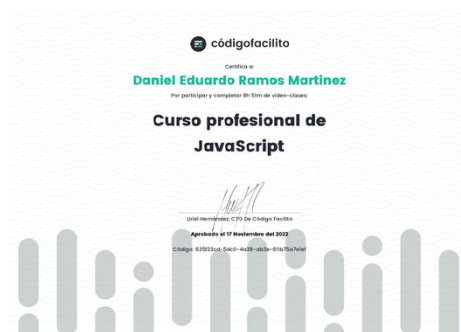 códigofacilito
Certifica a:
Daniel Eduardo Ramos Martinez
Por participar y completar 8h 51m de video-clases:
Curso profesional de
JavaScript
Uriel Hernández, CTO De Código Facilito
Aprobado el 17 Noviembre del 2022
Código: